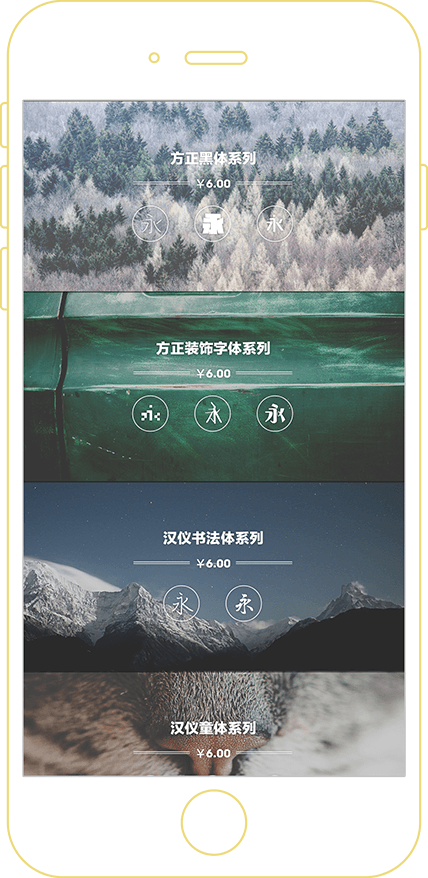 方正黑体系列
￥6.00
永 永 永
方正装饰字体系列
￥6.00
永 永 永
汉仪书法体系列
￥6.00
永 永
汉仪童体系列
￥6.00